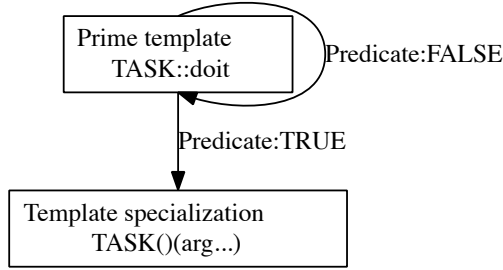 Prime template
TASK::doit
Predicate:FALSE
Predicate:TRUE
Template specialization
TASK()(arg...)